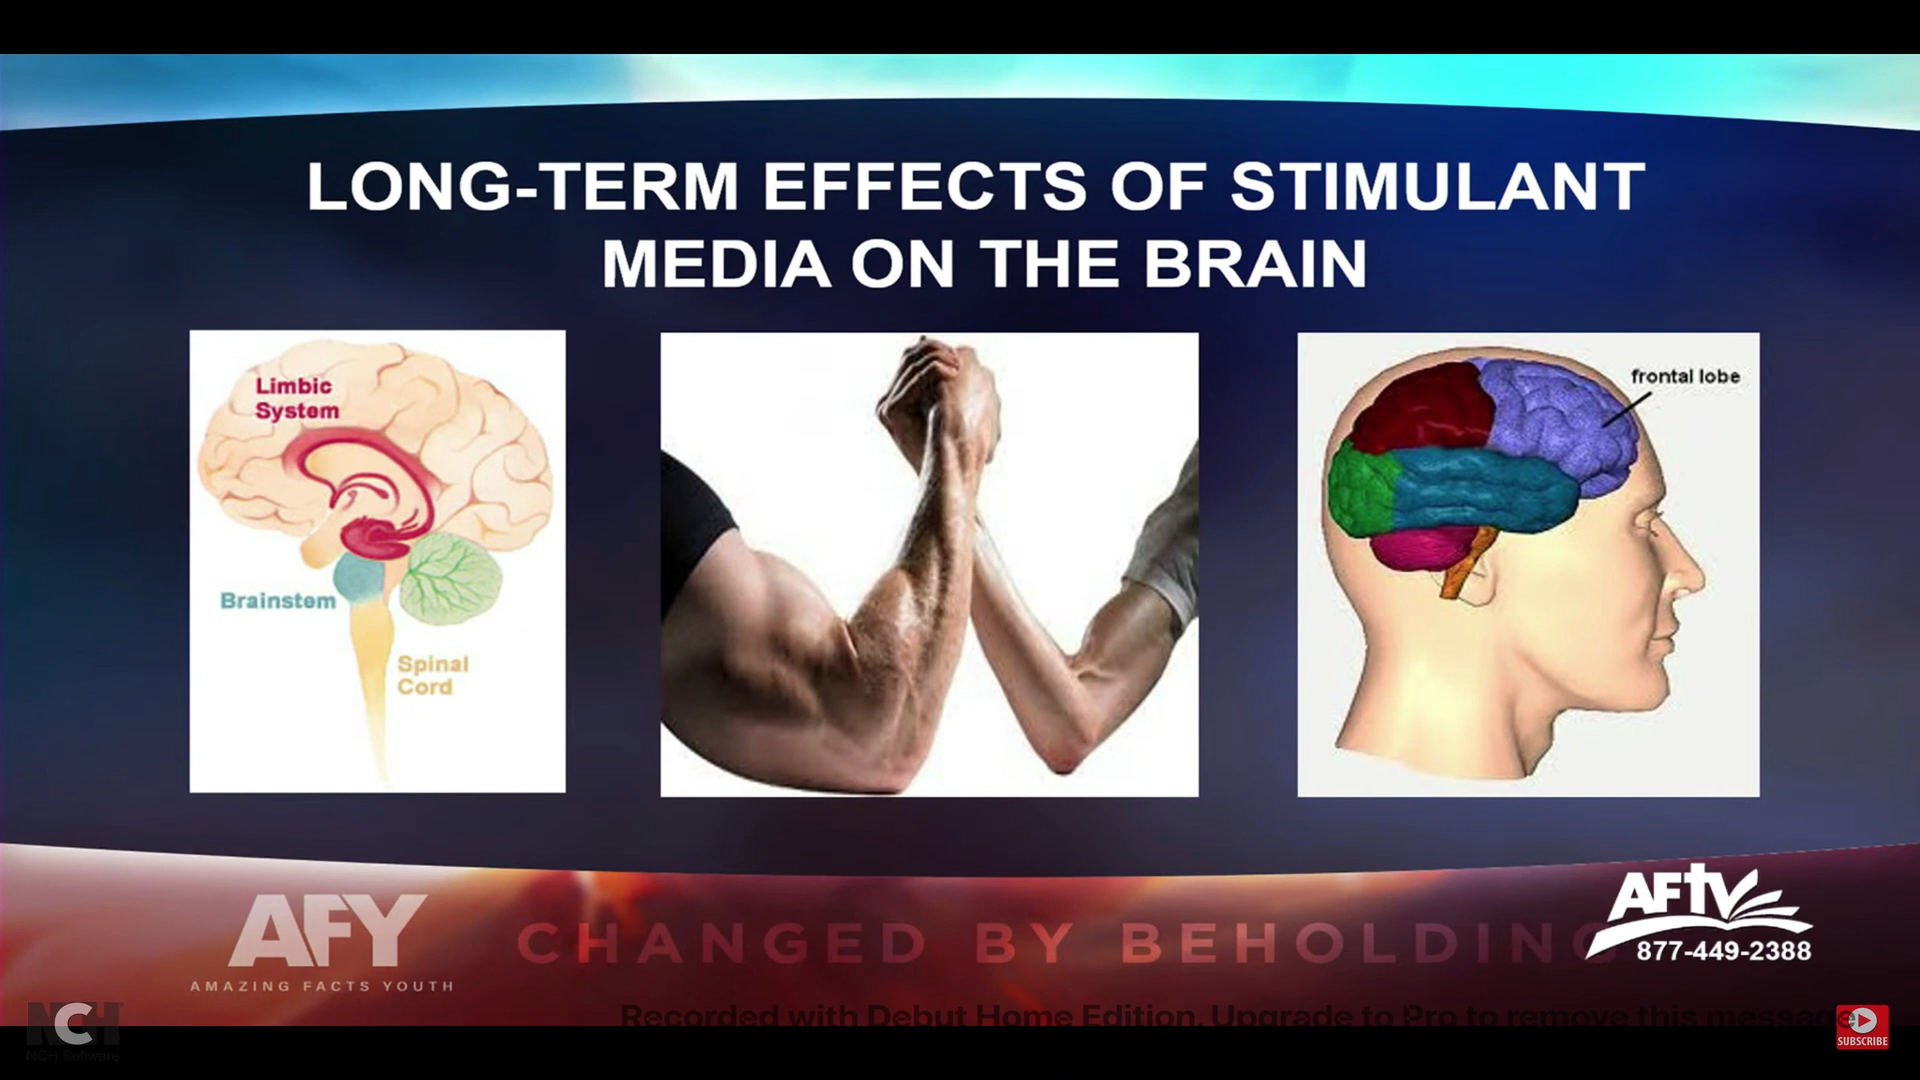 LONG-TERM EFFECTS OF STIMULANT
MEDIA ON THE BRAIN
Limbic
System
Brainstem
Spinal
Cord
frontal lobe
AFY
AMAZING FACTS YOUTH
CHANGED BY BEHOLDING
AFTV
877-449-2388
Recorded with Debut Home Edition. Upgrade to Pro to remove this message
NCH
NCH Software
SUBSCRIBE